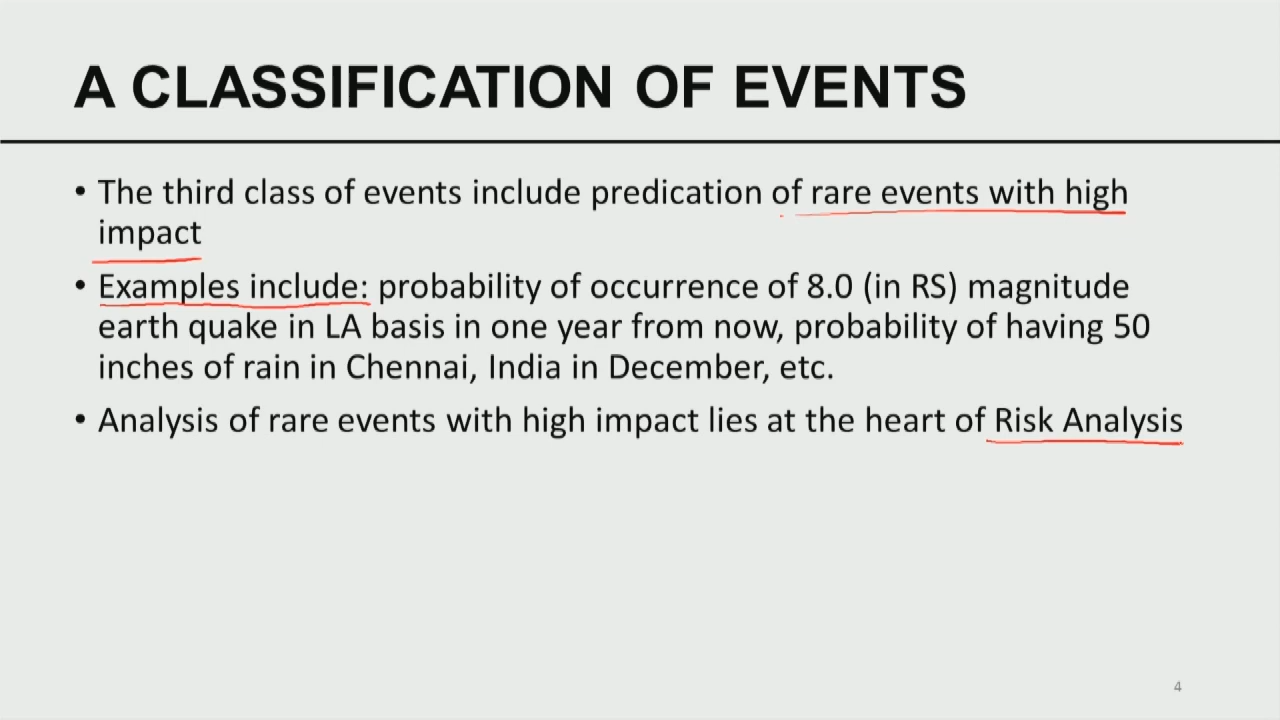 A CLASSIFICATION OF EVENTS
• The third class of events include predication of rare events with high
impact
• Examples include: probability of occurrence of 8.0 (in RS) magnitude
earth quake in LA basis in one year from now, probability of having 50
inches of rain in Chennai, India in December, etc.
• Analysis of rare events with high impact lies at the heart of Risk Analysis
4